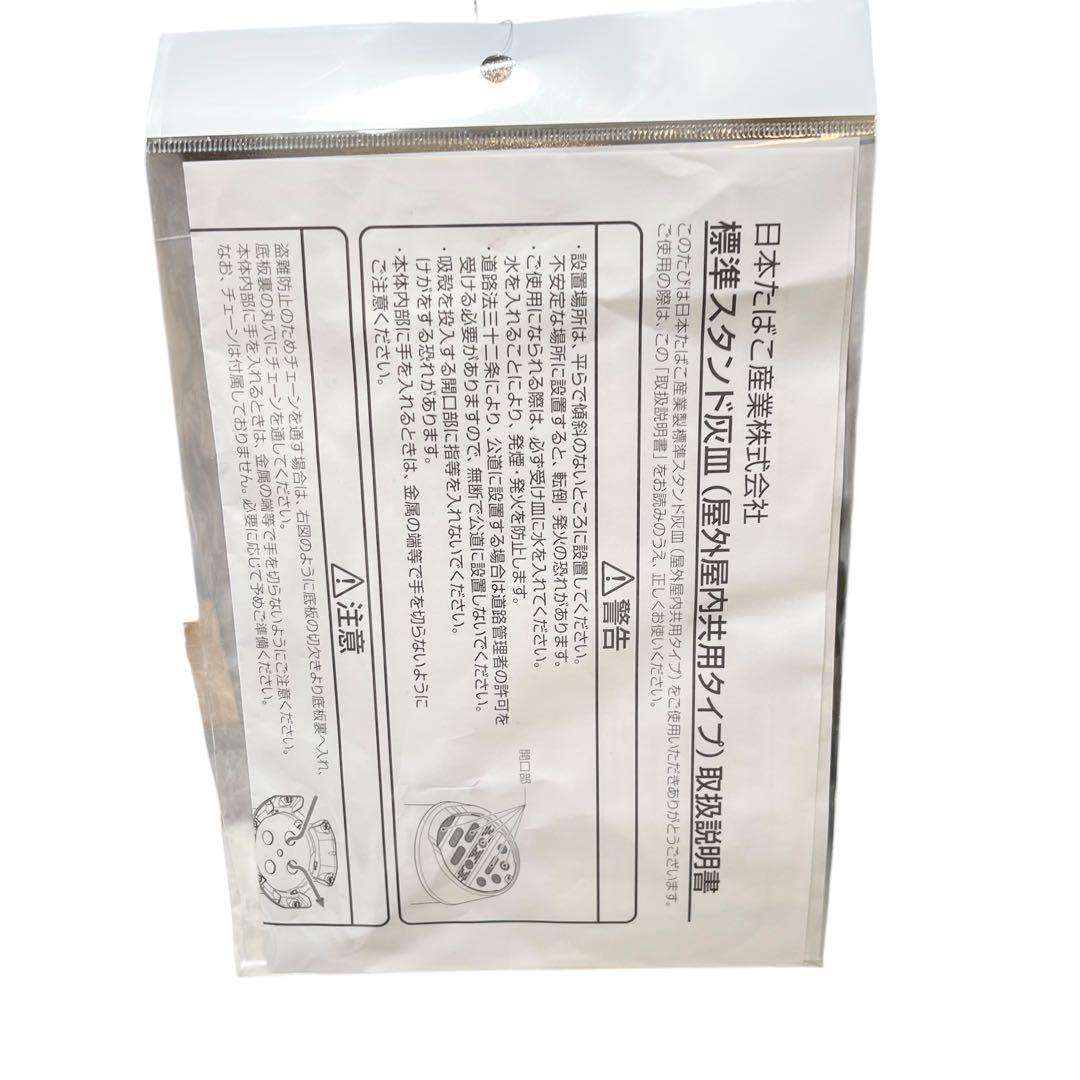 日本たばこ産業株式会社
標準スタンド灰皿（屋外屋内共用タイプ）取扱説明書
このたびは日本たばこ産業製標準スタンド灰皿（屋外屋内共用タイプ）をご使用いただきありがとうございます。
ご使用の際は、この「取扱説明書」をお読みのうえ、正しくお使いください。
警告
・設置場所は、平らで傾斜のないところに設置してください。
不安定な場所に設置すると、転倒・発火の恐れがあります。
・ご使用になられる際は、必ず受け皿に水を入れてください。
水を入れることにより、発煙・発火を防止します。
・道路法三十二条により、公道に設置する場合は道路管理者の許可を
受ける必要がありますので、無断で公道に設置しないでください。
・吸殻を投入する開口部に指等を入れないでください。
けがをする恐れがあります。
・本体内部に手を入れるときは、金属の端等で手を切らないように
ご注意ください。
開口部
注意
盗難防止のためチェーンを通す場合は、右図のように底板の切欠きより底板裏へ入れ、
底板裏の丸穴にチェーンを通してください。
本体内部に手を入れるときは、金属の端等で手を切らないようにご注意ください。
なお、チェーンは付属しておりません。必要に応じて予めご準備ください。